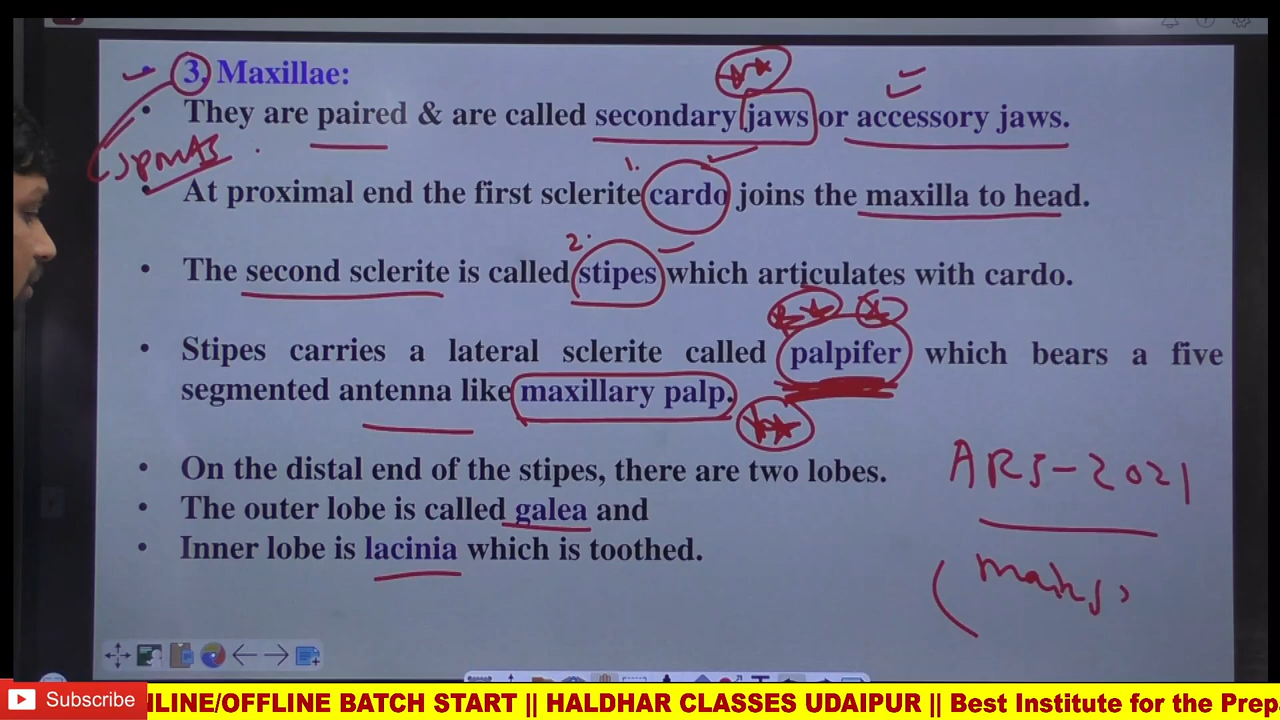 3. Maxillae:
• They are paired & are called secondary jaws or accessory jaws.
1.
• At proximal end the first sclerite cardo joins the maxilla to head.
2.
• The second sclerite is called stipes which articulates with cardo.
• Stipes carries a lateral sclerite called palpifer which bears a five
segmented antenna like maxillary palp.
• On the distal end of the stipes, there are two lobes.
• The outer lobe is called galea and
• Inner lobe is lacinia which is toothed.
ARS-2021
(mains)
Subscribe
NLINE/OFFLINE BATCH START || HALDHAR CLASSES UDAIPUR || Best Institute for the Prep